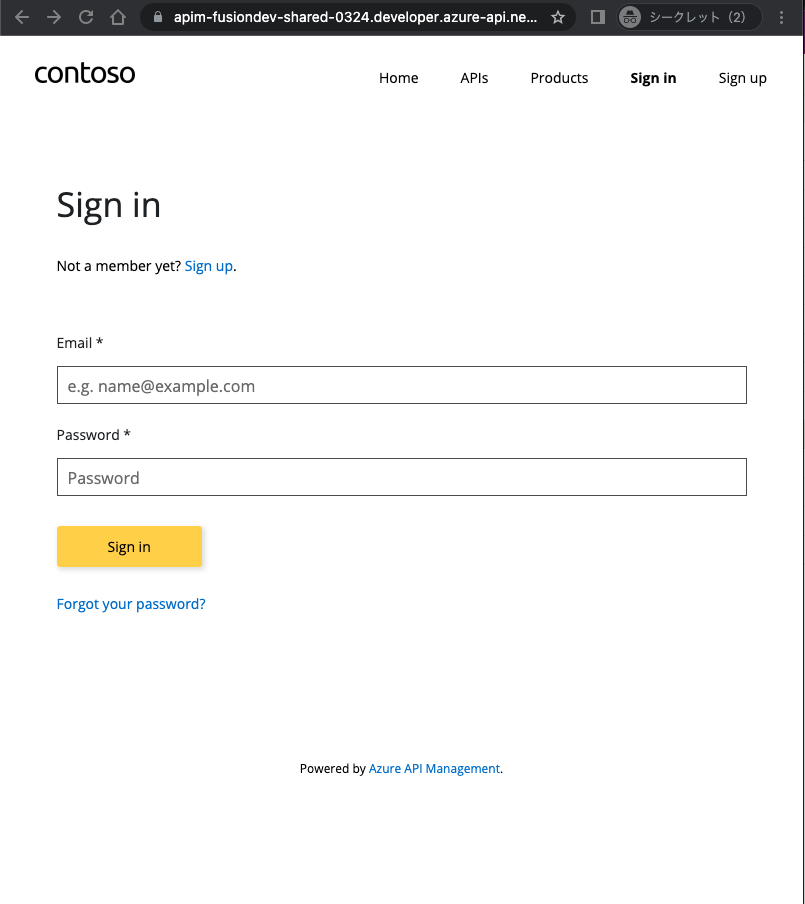 apim-fusiondev-shared-0324.developer.azure-api.ne...
シークレット（2）
contoso
Home APIs Products Sign in Sign up
Sign in
Not a member yet? Sign up.
Email *
e.g. name@example.com
Password *
Password
Sign in
Forgot your password?
Powered by Azure API Management.